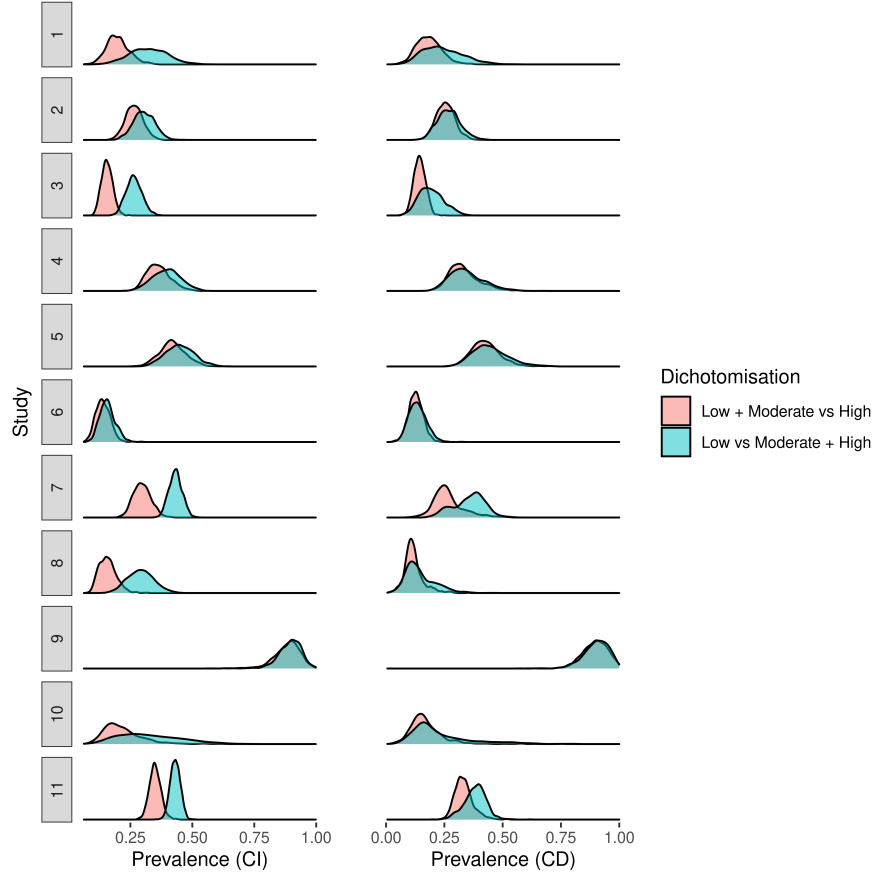 1
2
3
4
5
6
7
8
9
10
11
Study
0.25 0.50 0.75 1.00
0.00 0.25 0.50 0.75 1.00
Prevalence (CI)
Prevalence (CD)
Dichotomisation
Low + Moderate vs High
Low vs Moderate + High